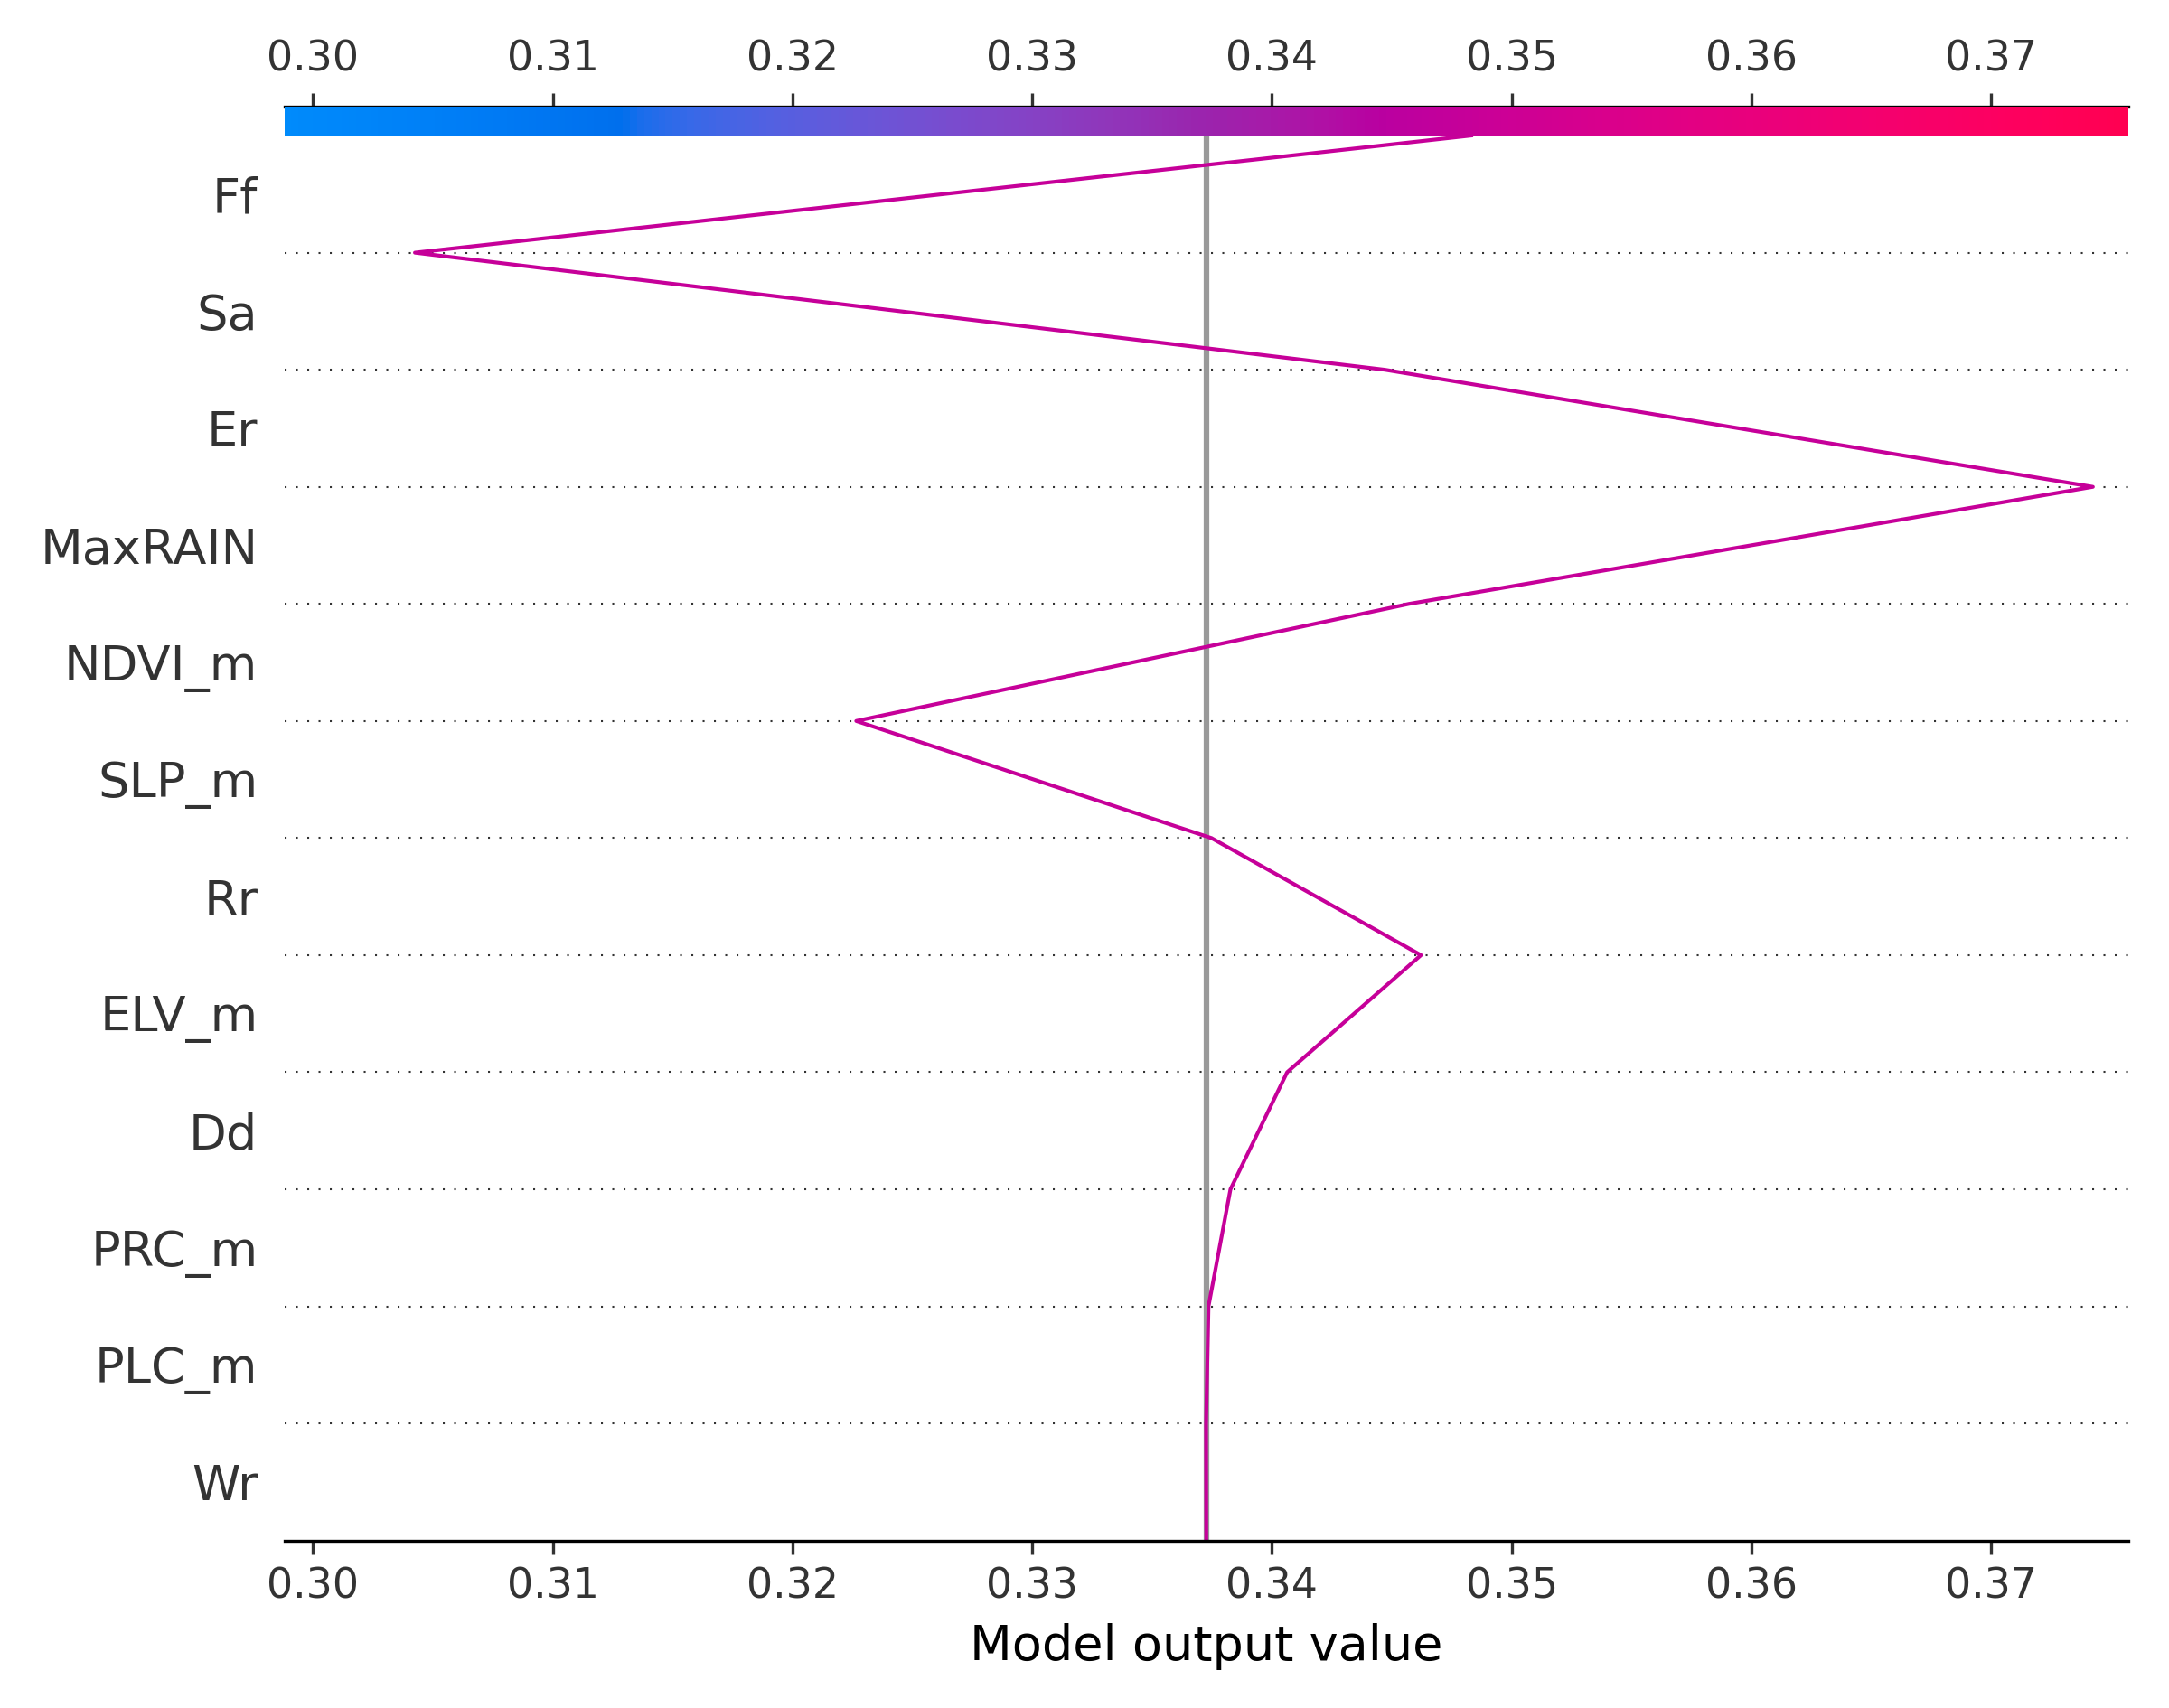 0.30 0.31 0.32 0.33 0.34 0.35 0.36 0.37
Ff
Sa
Er
MaxRAIN
NDVI_m
SLP_m
Rr
ELV_m
Dd
PRC_m
PLC_m
Wr
0.30 0.31 0.32 0.33 0.34 0.35 0.36 0.37
Model output value